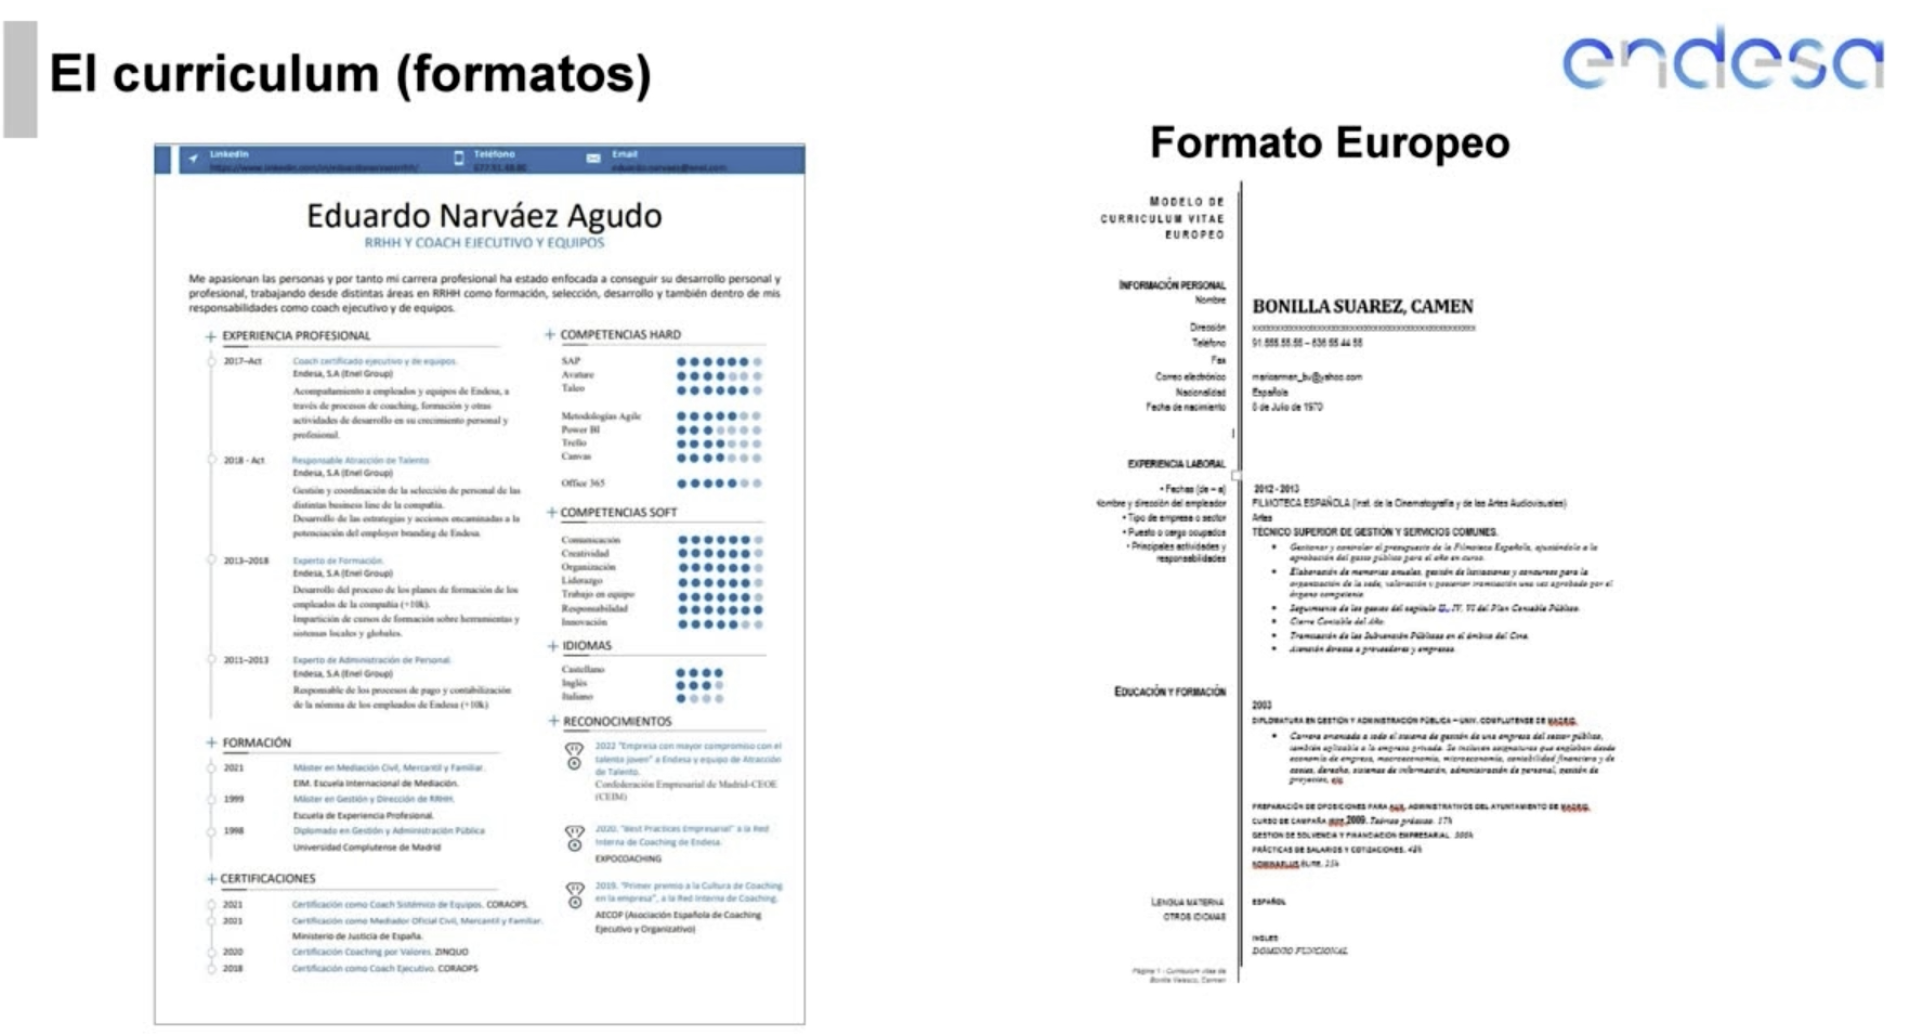 El curriculum (formatos)
endesa
LinkedIn
Teléfono
Email
Eduardo Narváez Agudo
RRHH Y COACH EJECUTIVO Y EQUIPOS
Me apasionan las personas y por tanto mi carrera profesional ha estado enfocada a conseguir su desarrollo personal y
profesional, trabajando desde distintas áreas en RRHH como formación, selección, desarrollo y también dentro de mis
responsabilidades como coach ejecutivo y de equipos.
EXPERIENCIA PROFESIONAL
2017–Act
Coach certificado ejecutivo y de equipos.
Endesa, S.A (Enel Group)
Acompañamiento a empleados y equipos de Endesa, a
través de procesos de coaching, formación y otras
actividades de desarrollo en su crecimiento personal y
profesional.
2018 - Act
Responsable Atracción de Talento
Endesa, S.A (Enel Group)
Gestión y coordinación de la selección de personal de las
distintas business line de la compañía.
Desarrollo de las estrategias y acciones encaminadas a la
potenciación del employer branding de Endesa.
2013–2018
Experto de Formación.
Endesa, S.A (Enel Group)
Desarrollo del proceso de los planes de formación de los
empleados de la compañía (+10k).
Impartición de cursos de formación sobre herramientas y
sistemas locales y globales.
2011–2013
Experto de Administración de Personal.
Endesa, S.A (Enel Group)
Responsable de los procesos de pago y contabilización
de la nómina de los empleados de Endesa (+10k)
FORMACIÓN
2021
Máster en Mediación Civil, Mercantil y Familiar.
EIM. Escuela Internacional de Mediación.
1999
Máster en Gestión y Dirección de RRHH.
Escuela de Experiencia Profesional.
1998
Diplomado en Gestión y Administración Pública
Universidad Complutense de Madrid
CERTIFICACIONES
2021
Certificación como Coach Sistémico de Equipos. CORAOPS.
2021
Certificación como Mediador Oficial Civil, Mercantil y Familiar.
Ministerio de Justicia de España.
2020
Certificación Coaching por Valores. ZINQUO
2018
Certificación como Coach Ejecutivo. CORAOPS
COMPETENCIAS HARD
SAP
Avature
Taleo
Metodologías Agile
Power BI
Trello
Canvas
Office 365
COMPETENCIAS SOFT
Comunicación
Creatividad
Organización
Liderazgo
Trabajo en equipo
Responsabilidad
Innovación
IDIOMAS
Castellano
Inglés
Italiano
RECONOCIMIENTOS
2022 "Empresa con mayor compromiso con el
talento joven" a Endesa y equipo de Atracción
de Talento.
Confederación Empresarial de Madrid-CEOE
(CEIM)
2020. "Best Practices Empresarial" a la Red
Interna de Coaching de Endesa.
EXPOCOACHING
2019. "Primer premio a la Cultura de Coaching
en la empresa", a la Red Interna de Coaching.
AECOP (Asociación Española de Coaching
Ejecutivo y Organizativo)
Formato Europeo
MODELO DE
CURRICULUM VITAE
EUROPEO
INFORMACIÓN PERSONAL
Nombre
BONILLA SUAREZ, CAMEN
Dirección
Telefono
91.555.55.55 – 636 55 44 55
Fax
Correo electrónico
maricarmen_bv@yahoo.com
Nacionalidad
Española
Fecha de nacimiento
5 de Julio de 1970
EXPERIENCIA LABORAL
• Fechas (de – a)
2012 - 2013
Nombre y dirección del empleador
FILMOTECA ESPAÑOLA (Inst. de la Cinematografía y de las Artes Audiovisuales)
• Tipo de empresa o sector
Artes
• Puesto o cargo ocupados
TÉCNICO SUPERIOR DE GESTIÓN Y SERVICIOS COMUNES.
• Principales actividades y
responsabilidades
• Gestionar y controlar el presupuesto de la Filmoteca Española, ajustándolo a la
aprobación del gasto público para el año en curso.
• Elaboración de memorias anuales, gestión de licitaciones y concursos para la
organización de la sede, valoración y posterior tramitación una vez aprobado por el
órgano competente.
• Seguimiento de los gastos del capítulo II, IV, VI del Plan Contable Público.
• Cierre Contable del Año.
• Tramitación de las Subvención Públicas en el ámbito del Cine.
• Atención directa a proveedores y empresas.
EDUCACIÓN Y FORMACIÓN
2003
DIPLOMATURA EN GESTIÓN Y ADMINISTRACIÓN PÚBLICA – UNIV. COMPLUTENSE DE MADRID.
• Carrera orientada a todo el sistema de gestión de una empresa del sector público,
también aplicable a la empresa privada. Se incluyen asignaturas que engloban desde
economía de empresa, macroeconomía, microeconomía, contabilidad financiera y de
costes, derecho, sistemas de información, administración de personal, gestión de
proyectos, etc.
PREPARACIÓN DE OPOSICIONES PARA AUX. ADMINISTRATIVOS DEL AYUNTAMIENTO DE MADRID.
CURSO DE CAMPAÑA 2009. Teórico práctico.
GESTION DE SOLVENCIA Y FINANCIACION EMPRESARIAL. 300h
PRÁCTICAS DE SALARIOS Y COTIZACIONES. 48h
NOMINAPLUS ÉLITE. 25h
LENGUA MATERNA
ESPAÑOL
OTROS IDIOMAS
INGLES
DOMINIO FUNCIONAL
Página 1 - Curriculum vitae de
Bonilla Velasco, Carmen